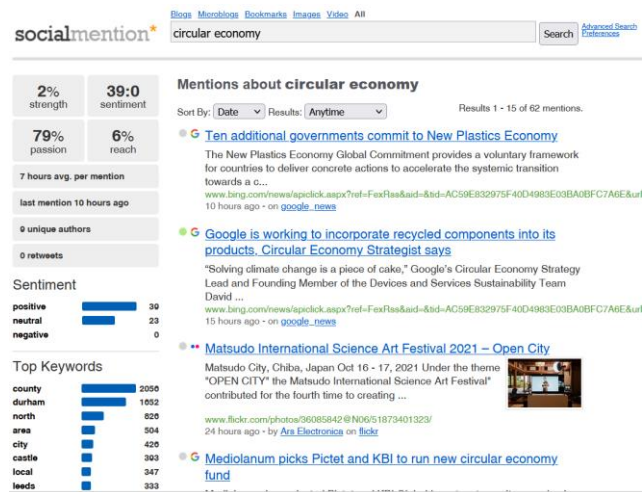 Blogs Microblogs Bookmarks Images Video All
socialmention*
circular economy
Search
Advanced Search
Preferences
2%
strength
39:0
sentiment
79%
passion
6%
reach
7 hours avg. per mention
last mention 10 hours ago
9 unique authors
0 retweets
Sentiment
positive 39
neutral 23
negative 0
Top Keywords
county 2056
durham 1652
north 826
area 504
city 426
castle 393
local 347
leeds 333
Mentions about circular economy
Sort By: Date Results: Anytime
Results 1 - 15 of 62 mentions.
Ten additional governments commit to New Plastics Economy
The New Plastics Economy Global Commitment provides a voluntary framework
for countries to deliver concrete actions to accelerate the systemic transition
towards a c...
www.bing.com/news/apiclick.aspx?ref=FexRss&aid=&tid=AC59E832975F40D4983E03BA0BFC7A6E&url
10 hours ago - on google_news
Google is working to incorporate recycled components into its
products, Circular Economy Strategist says
“Solving climate change is a piece of cake,” Google's Circular Economy Strategy
Lead and Founding Member of the Devices and Services Sustainability Team
David ...
www.bing.com/news/apiclick.aspx?ref=FexRss&aid=&tid=AC59E832975F40D4983E03BA0BFC7A6E&url
15 hours ago - on google_news
Matsudo International Science Art Festival 2021 – Open City
Matsudo City, Chiba, Japan Oct 16 - 17, 2021 Under the theme
"OPEN CITY" the Matsudo International Science Art Festival"
contributed for the fourth time to creating ...
www.flickr.com/photos/36085842@N06/51873401323/
24 hours ago - by Ars Electronica on flickr
Mediolanum picks Pictet and KBI to run new circular economy
fund